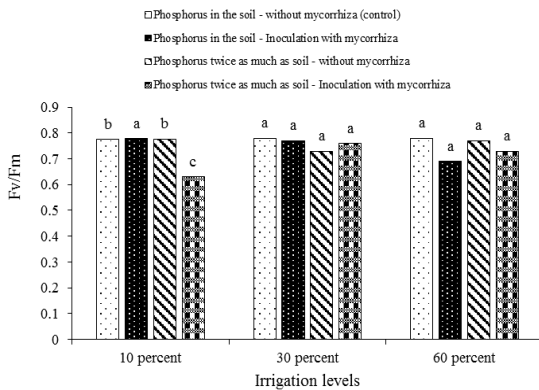 Phosphorus in the soil - without mycorrhiza (control)
Phosphorus in the soil - Inoculation with mycorrhiza
Phosphorus twice as much as soil - without mycorrhiza
Phosphorus twice as much as soil - Inoculation with mycorrhiza
0.9
0.8
0.7
0.6
0.5
0.4
0.3
0.2
0.1
0
Fv/Fm
b a b c
a a a a
a a a a
10 percent 30 percent 60 percent
Irrigation levels